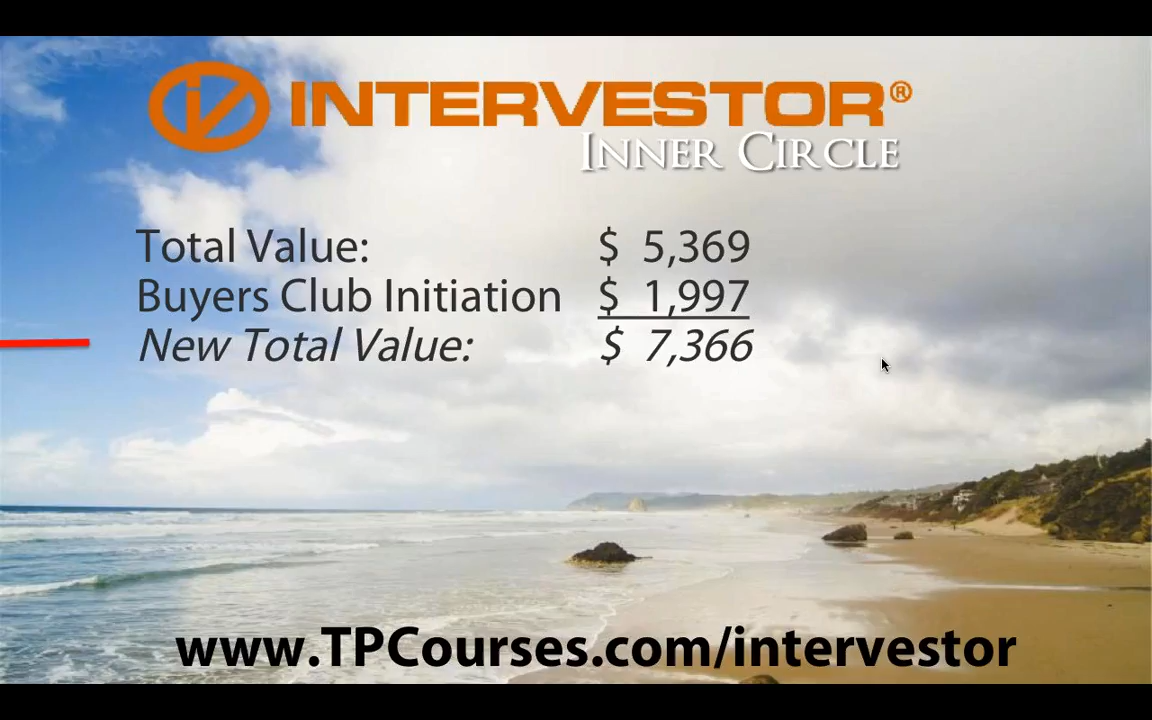 iV INTERVESTOR®
INNER CIRCLE
Total Value: $ 5,369
Buyers Club Initiation $ 1,997
New Total Value: $ 7,366
www.TPCourses.com/intervestor